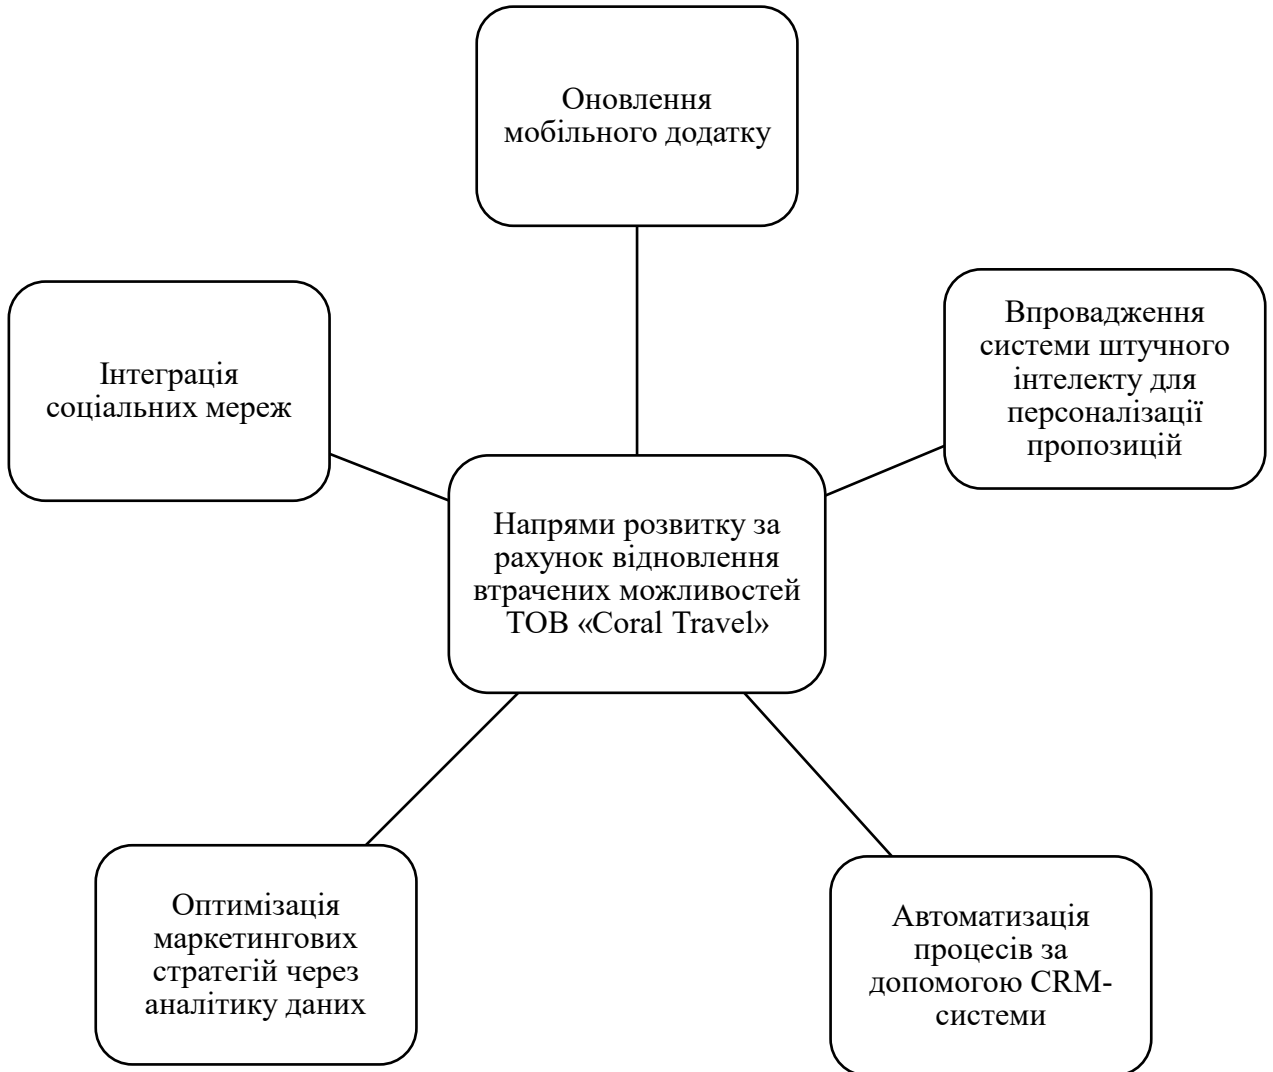 Оновлення
мобільного додатку
Впровадження
системи штучного
інтелекту для
персоналізації
пропозицій
Інтеграція
соціальних мереж
Напрями розвитку за
рахунок відновлення
втрачених можливостей
ТОВ «Coral Travel»
Оптимізація
маркетингових
стратегій через
аналітику даних
Автоматизація
процесів за
допомогою CRM-
системи